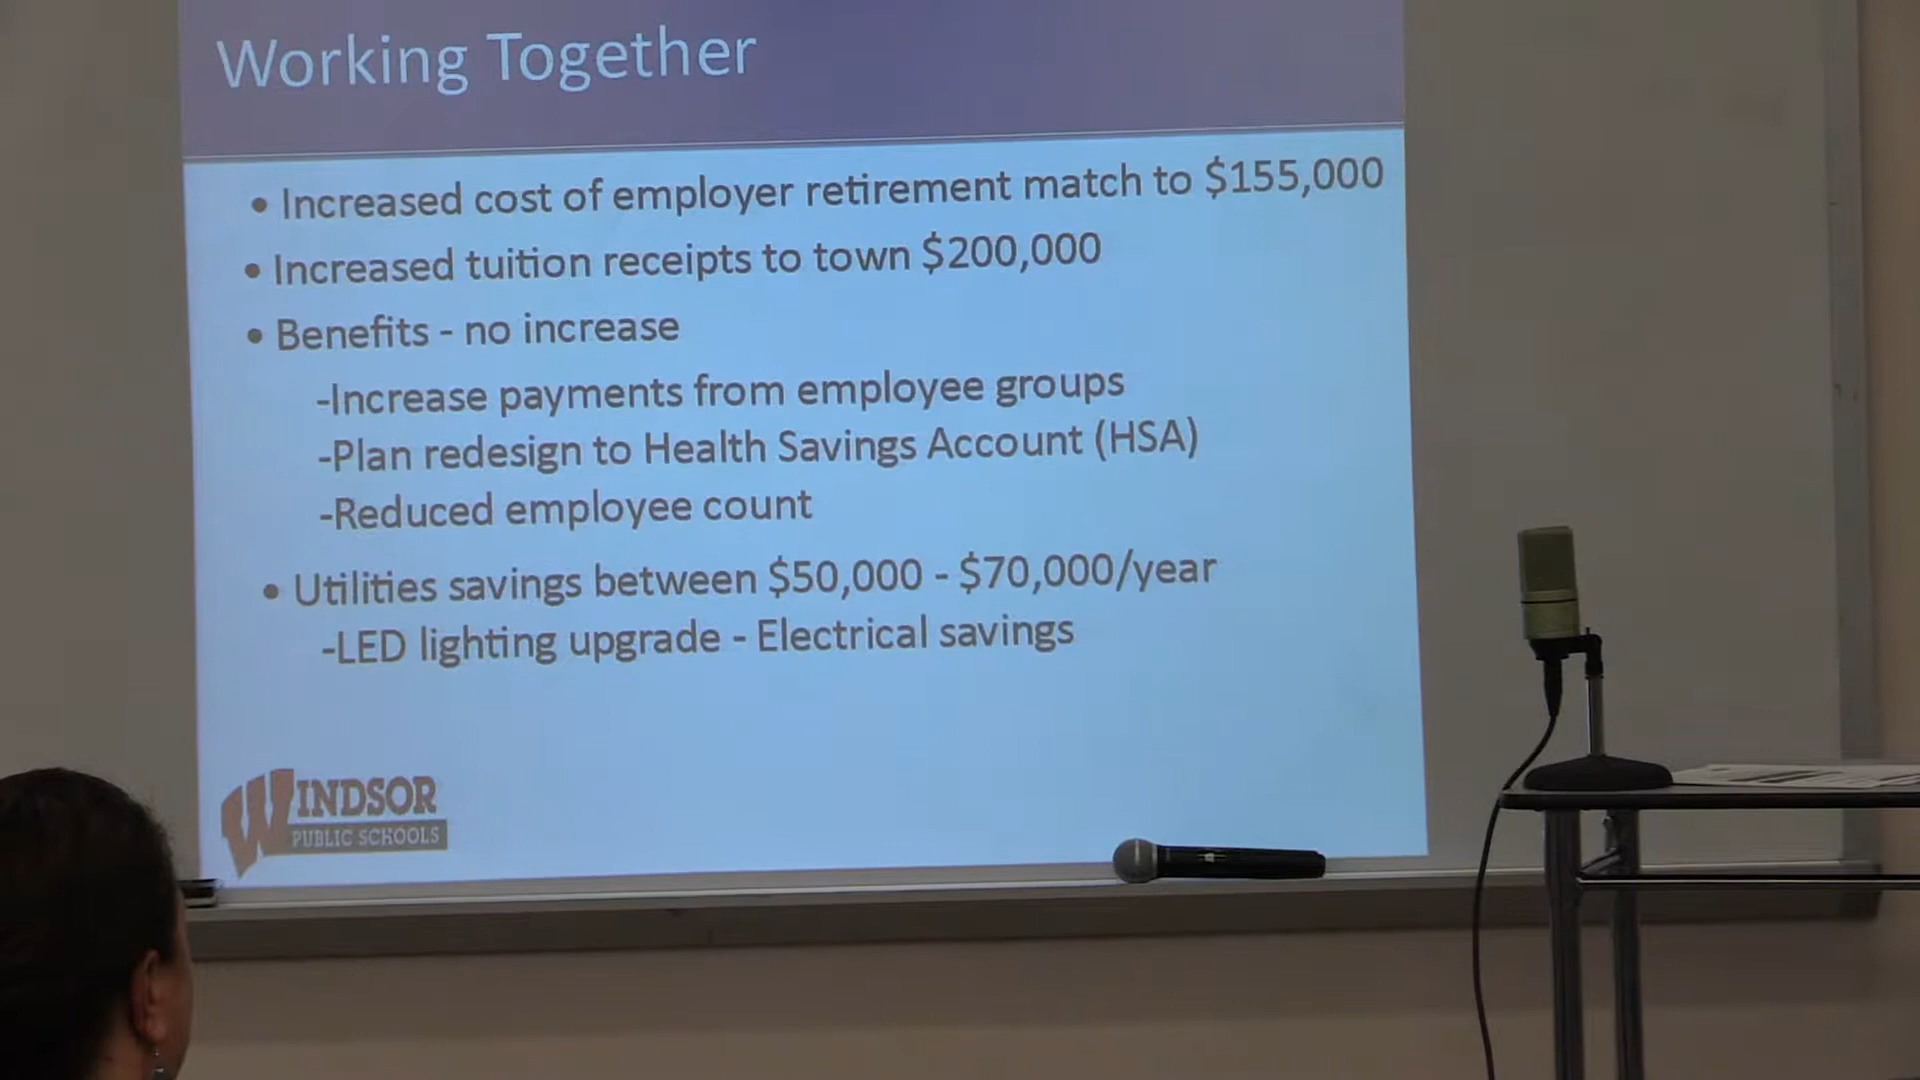 Working Together
• Increased cost of employer retirement match to $155,000
• Increased tuition receipts to town $200,000
• Benefits - no increase
-Increase payments from employee groups
-Plan redesign to Health Savings Account (HSA)
-Reduced employee count
• Utilities savings between $50,000 - $70,000/year
-LED lighting upgrade - Electrical savings
WINDSOR
PUBLIC SCHOOLS